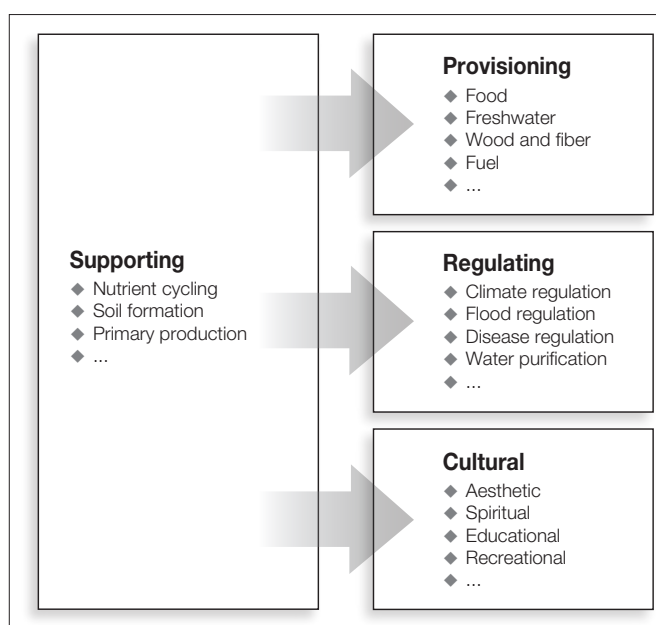 Supporting
◆ Nutrient cycling
◆ Soil formation
◆ Primary production
◆ ...
Provisioning
◆ Food
◆ Freshwater
◆ Wood and fiber
◆ Fuel
◆ ...
Regulating
◆ Climate regulation
◆ Flood regulation
◆ Disease regulation
◆ Water purification
◆ ...
Cultural
◆ Aesthetic
◆ Spiritual
◆ Educational
◆ Recreational
◆ ...